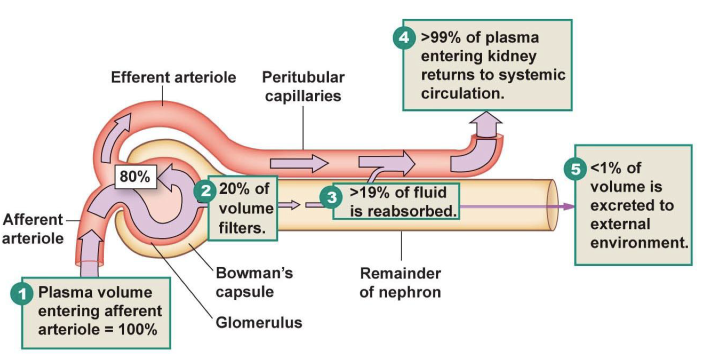 4 >99% of plasma
entering kidney
returns to systemic
circulation.
Efferent arteriole
Peritubular
capillaries
80%
2 20% of
volume
filters.
3 >19% of fluid
is reabsorbed.
5 <1% of
volume is
excreted to
external
environment.
Afferent
arteriole
Bowman's
capsule
Glomerulus
Remainder
of nephron
1 Plasma volume
entering afferent
arteriole = 100%